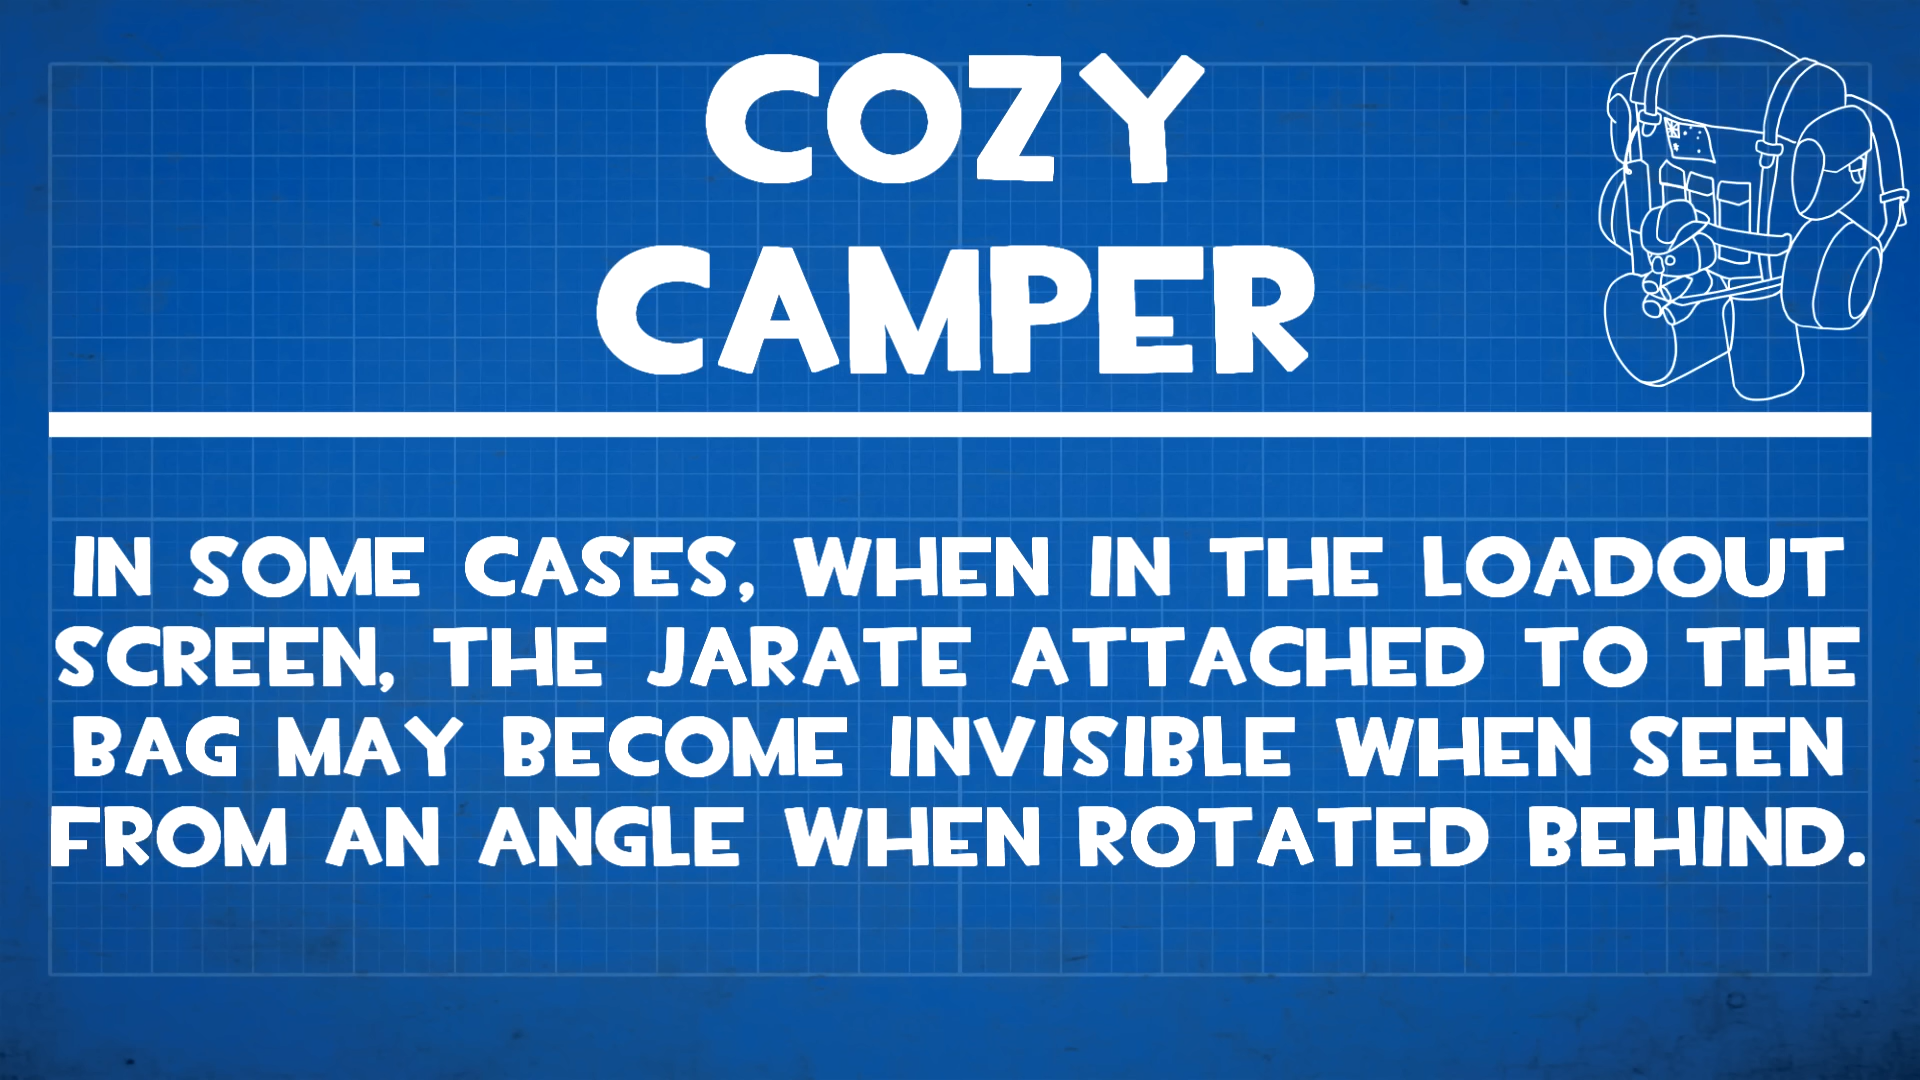 COZY
CAMPER
IN SOME CASES, WHEN IN THE LOADOUT
SCREEN, THE JARATE ATTACHED TO THE
BAG MAY BECOME INVISIBLE WHEN SEEN
FROM AN ANGLE WHEN ROTATED BEHIND.